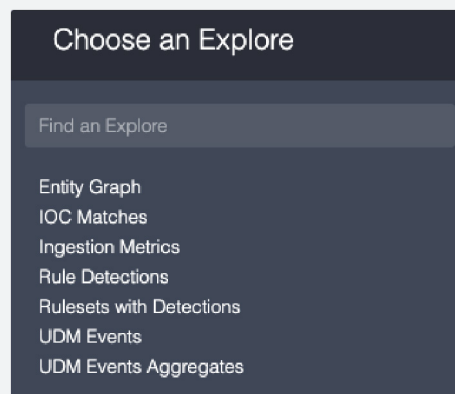 Choose an Explore
Find an Explore
Entity Graph
IOC Matches
Ingestion Metrics
Rule Detections
Rulesets with Detections
UDM Events
UDM Events Aggregates